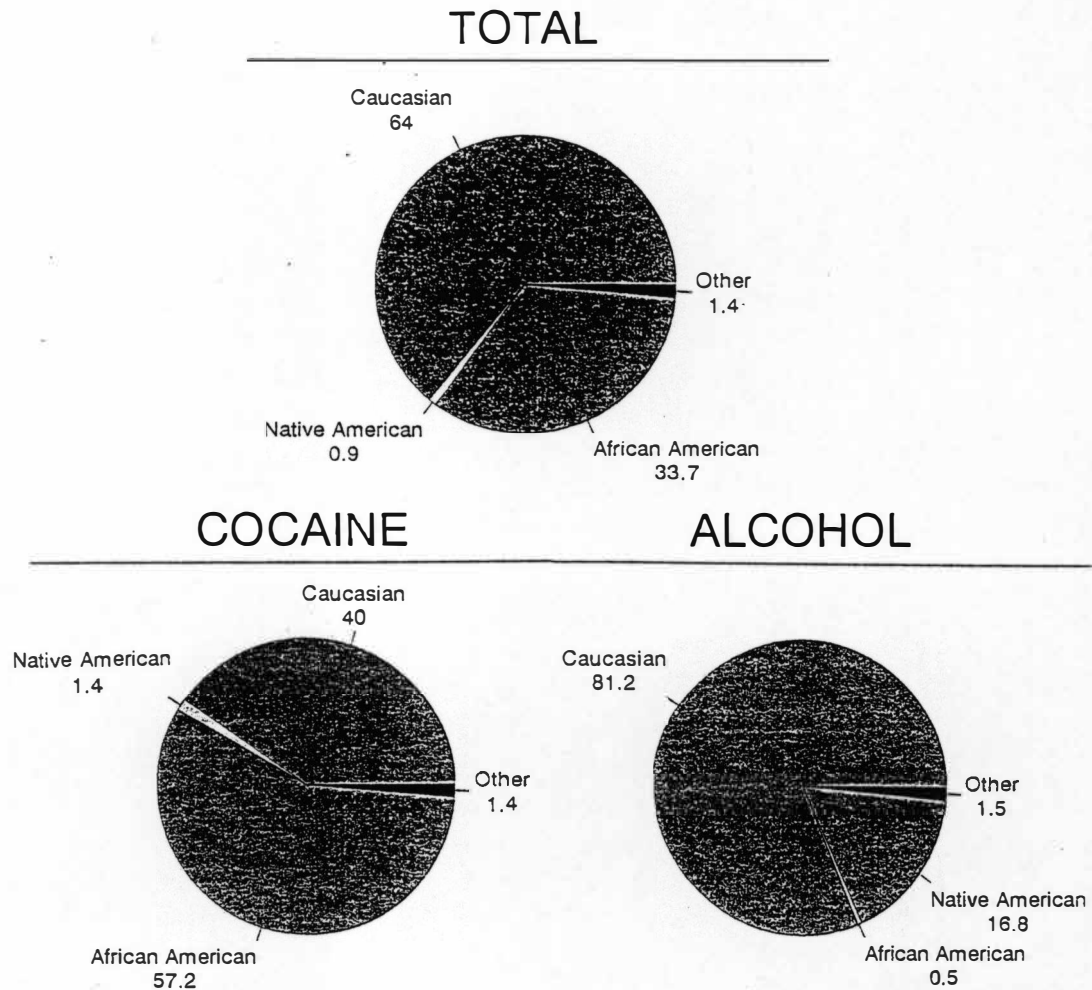 TOTAL
Caucasian
64
Other
1.4
Native American
0.9
African American
33.7
COCAINE
ALCOHOL
Caucasian
40
Native American
1.4
Other
1.4
African American
57.2
Caucasian
81.2
Other
1.5
Native American
16.8
African American
0.5